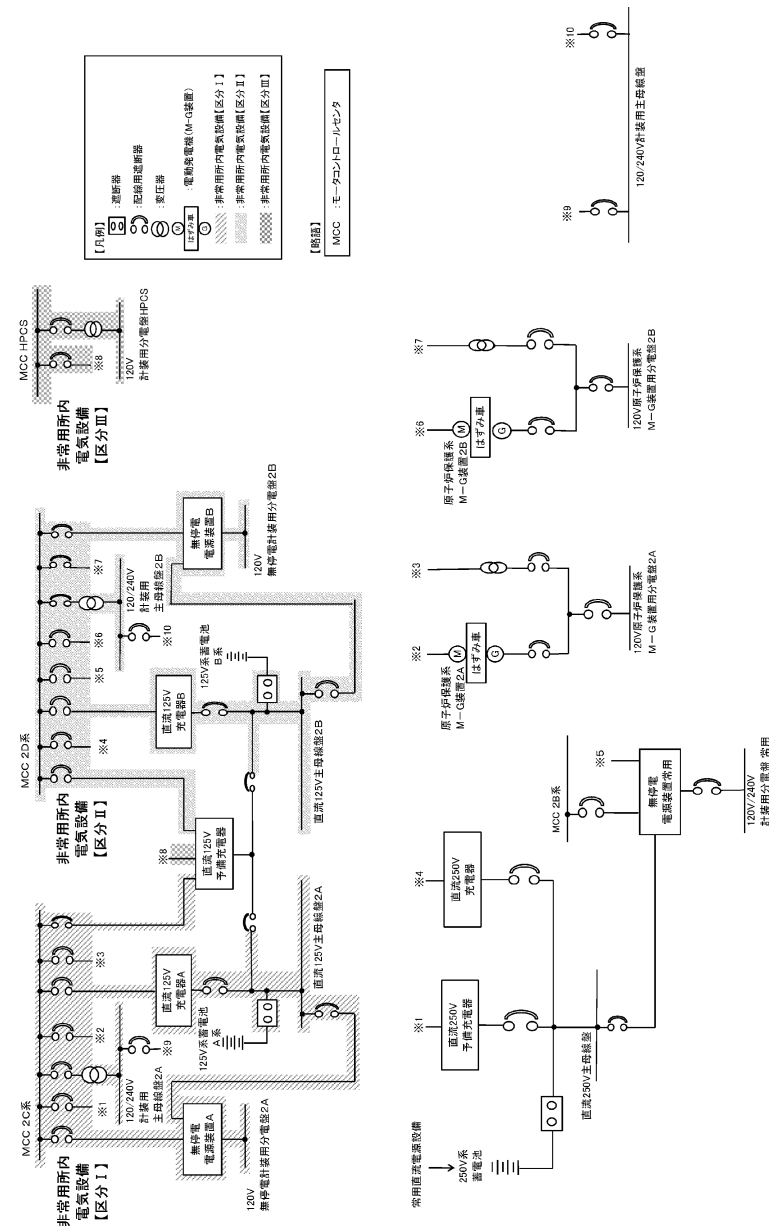 非常用所内
電気設備
【区分Ⅰ】
MCC 2C系
※1
120/240V
計装用
主母線盤2A
※9
※2
※3
無停電
電源装置A
120V
無停電計装用分電盤2A
直流125V
充電器A
125V系蓄電池
A系
直流125V主母線盤2A
非常用所内
電気設備
【区分Ⅱ】
MCC 2D系
※8
直流125V
予備充電器
※4
※5
※6
※7
直流125V
充電器B
125V系蓄電池
B系
直流125V主母線盤2B
120/240V
計装用
主母線盤2B
※10
無停電
電源装置B
120V
無停電計装用分電盤2B
非常用所内
電気設備
【区分Ⅲ】
MCC HPCS
※8
120V
計装用分電盤HPCS
【凡例】
:遮断器
:配線用遮断器
:変圧器
M
はずみ車
G
:電動発電機(M-G装置)
:非常用所内電気設備【区分Ⅰ】
:非常用所内電気設備【区分Ⅱ】
:非常用所内電気設備【区分Ⅲ】
【略語】
MCC :モータコントロールセンタ
常用直流電源設備
250V系
蓄電池
※1
直流250V
予備充電器
※4
直流250V
充電器
直流250V主母線盤
MCC 2B系
※5
無停電
電源装置常用
120V/240V
計装用分電盤 常用
※2
原子炉保護系
M-G装置2A
M
はずみ車
G
※3
120V原子炉保護系
M-G装置用分電盤2A
※6
原子炉保護系
M-G装置2B
M
はずみ車
G
※7
120V原子炉保護系
M-G装置用分電盤2B
※9
※10
120/240V計装用主母線盤